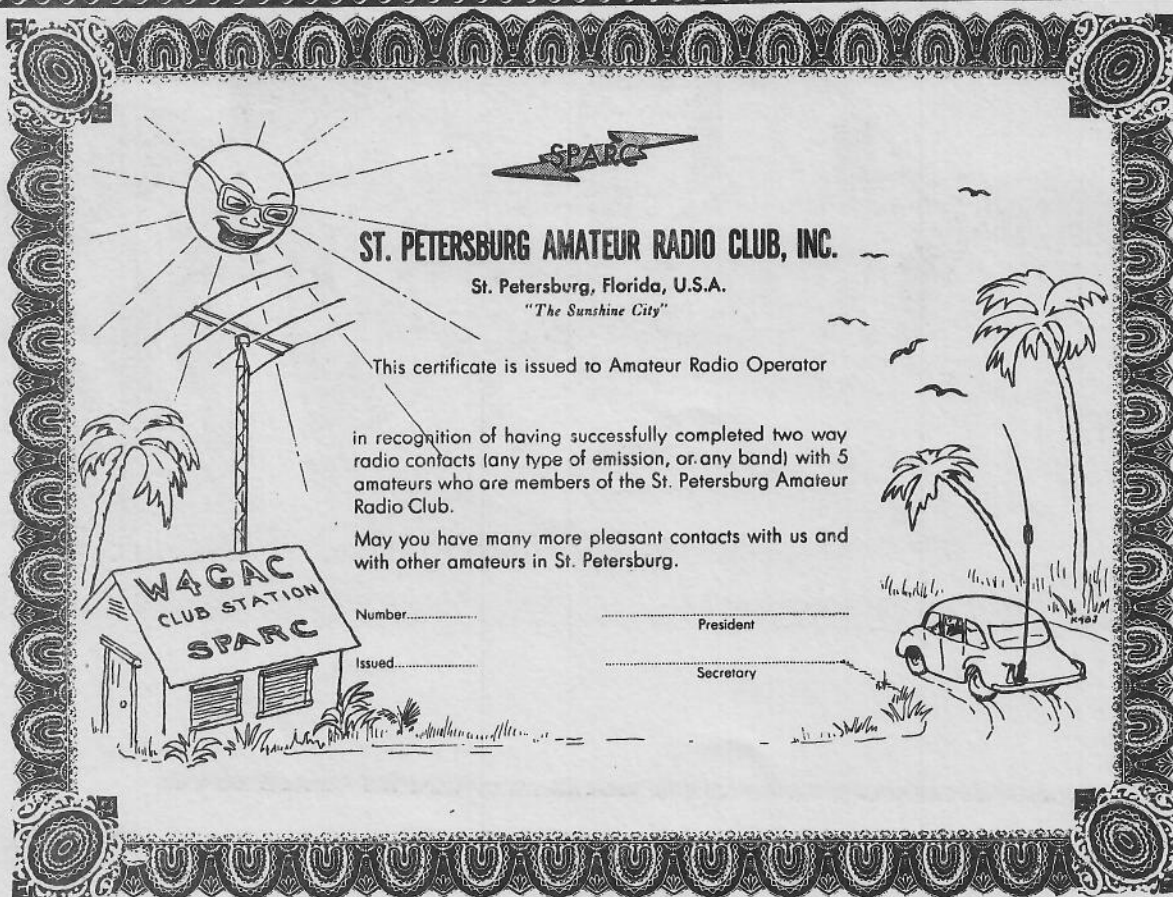 SPARC
ST. PETERSBURG AMATEUR RADIO CLUB, INC.
St. Petersburg, Florida, U.S.A.
"The Sunshine City"
This certificate is issued to Amateur Radio Operator
in recognition of having successfully completed two way
radio contacts (any type of emission, or any band) with 5
amateurs who are members of the St. Petersburg Amateur
Radio Club.
May you have many more pleasant contacts with us and
with other amateurs in St. Petersburg.
W4GAC
CLUB STATION
SPARC
Number
President
Issued
Secretary